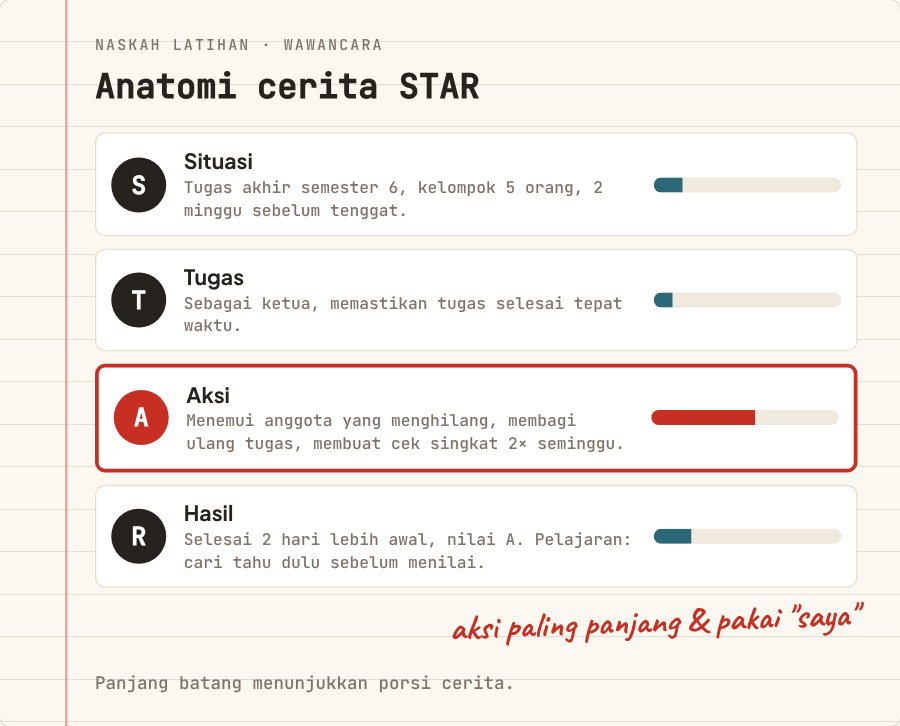 NASKAH LATIHAN · WAWANCARA
Anatomi cerita STAR
S
Situasi
Tugas akhir semester 6, kelompok 5 orang, 2
minggu sebelum tenggat.
T
Tugas
Sebagai ketua, memastikan tugas selesai tepat
waktu.
A
Aksi
Menemui anggota yang menghilang, membagi
ulang tugas, membuat cek singkat 2× seminggu.
R
Hasil
Selesai 2 hari lebih awal, nilai A. Pelajaran:
cari tahu dulu sebelum menilai.
aksi paling panjang & pakai "saya"
Panjang batang menunjukkan porsi cerita.